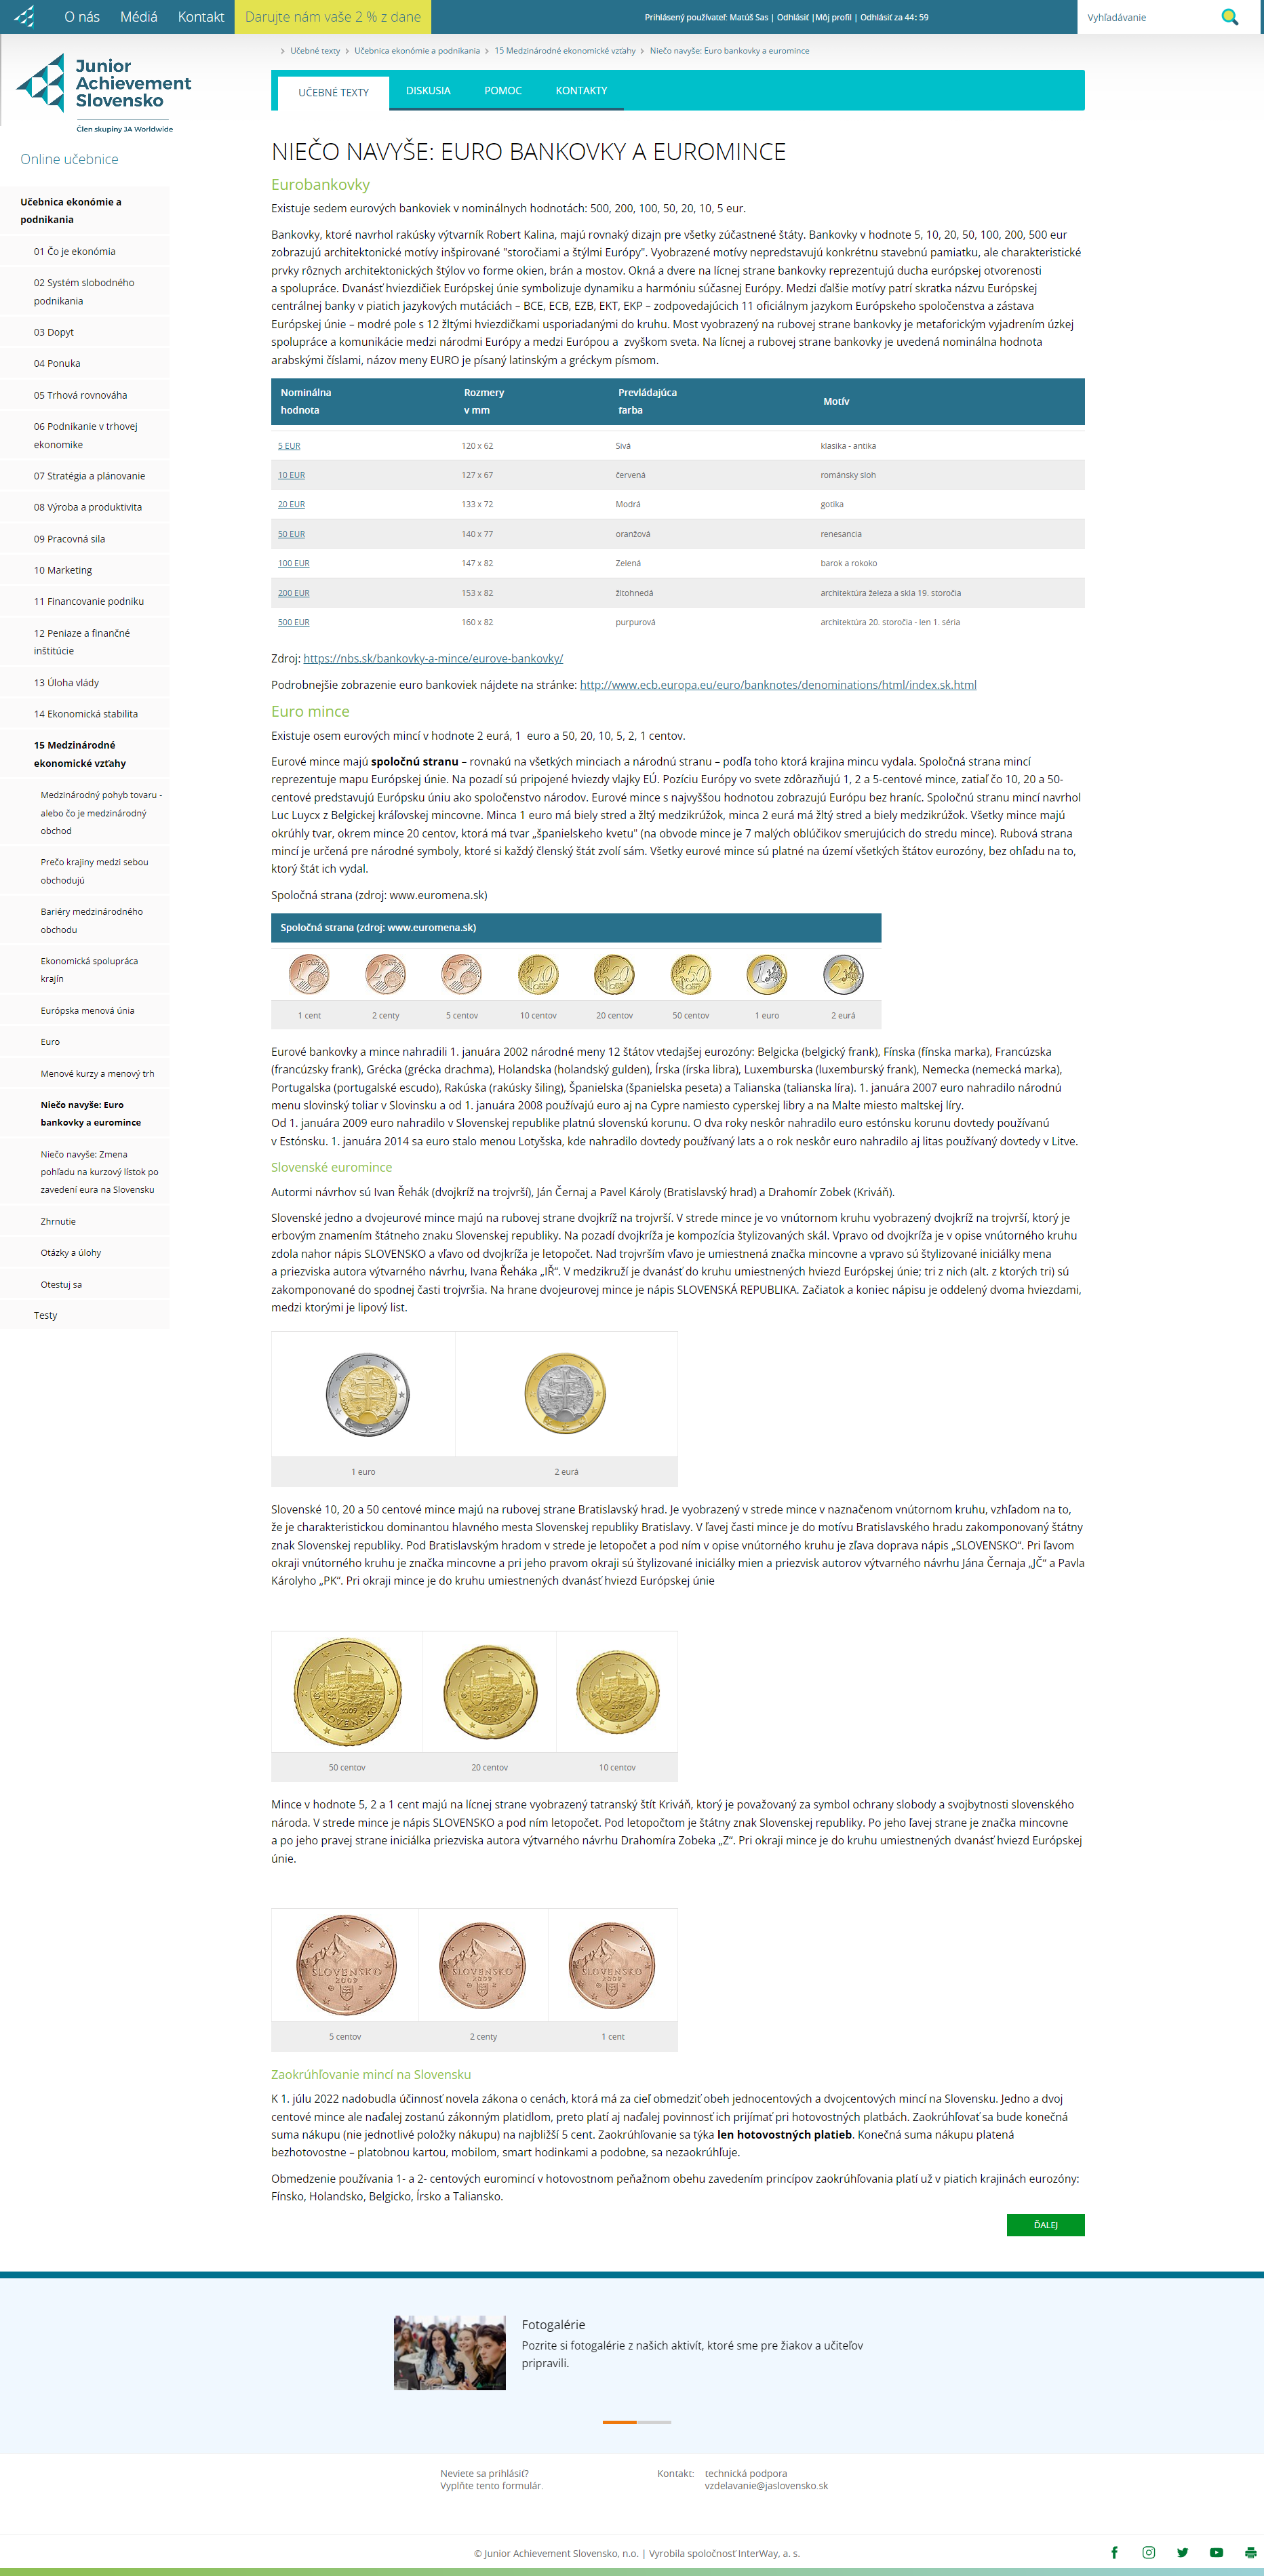 O nás Médiá Kontakt Darujte nám vaše 2 % z dane Prihlásený používateľ: Matúš Sas | Odhlásiť |Môj profil | Odhlásiť za 44: 59 Vyhľadávanie
Učebné texty Učebnica ekonómie a podnikania 15 Medzinárodné ekonomické vzťahy Niečo navyše: Euro bankovky a euromince
Junior
Achievement
Slovensko
Člen skupiny JA Worldwide
UČEBNÉ TEXTY DISKUSIA POMOC KONTAKTY
Online učebnice
Učebnica ekonómie a
podnikania
01 Čo je ekonómia
02 Systém slobodného
podnikania
03 Dopyt
04 Ponuka
05 Trhová rovnováha
06 Podnikanie v trhovej
ekonomike
07 Stratégia a plánovanie
08 Výroba a produktivita
09 Pracovná sila
10 Marketing
11 Financovanie podniku
12 Peniaze a finančné
inštitúcie
13 Úloha vlády
14 Ekonomická stabilita
15 Medzinárodné
ekonomické vzťahy
Medzinárodný pohyb tovaru -
alebo čo je medzinárodný
obchod
Prečo krajiny medzi sebou
obchodujú
Bariéry medzinárodného
obchodu
Ekonomická spolupráca
krajín
Európska menová únia
Euro
Menové kurzy a menový trh
Niečo navyše: Euro
bankovky a euromince
Niečo navyše: Zmena
pohľadu na kurzový lístok po
zavedení eura na Slovensku
Zhrnutie
Otázky a úlohy
Otestuj sa
Testy
NIEČO NAVYŠE: EURO BANKOVKY A EUROMINCE
Eurobankovky
Existuje sedem eurových bankoviek v nominálnych hodnotách: 500, 200, 100, 50, 20, 10, 5 eur.
Bankovky, ktoré navrhol rakúsky výtvarník Robert Kalina, majú rovnaký dizajn pre všetky zúčastnené štáty. Bankovky v hodnote 5, 10, 20, 50, 100, 200, 500 eur
zobrazujú architektonické motívy inšpirované "storočiami a štýlmi Európy". Vyobrazené motívy nepredstavujú konkrétnu stavebnú pamiatku, ale charakteristické
prvky rôznych architektonických štýlov vo forme okien, brán a mostov. Okná a dvere na lícnej strane bankovky reprezentujú ducha európskej otvorenosti
a spolupráce. Dvanásť hviezdičiek Európskej únie symbolizuje dynamiku a harmóniu súčasnej Európy. Medzi ďalšie motívy patrí skratka názvu Európskej
centrálnej banky v piatich jazykových mutáciách – BCE, ECB, EZB, EKT, EKP – zodpovedajúcich 11 oficiálnym jazykom Európskeho spoločenstva a zástava
Európskej únie – modré pole s 12 žltými hviezdičkami usporiadanými do kruhu. Most vyobrazený na rubovej strane bankovky je metaforickým vyjadrením úzkej
spolupráce a komunikácie medzi národmi Európy a medzi Európou a zvyškom sveta. Na lícnej a rubovej strane bankovky je uvedená nominálna hodnota
arabskými číslami, názov meny EURO je písaný latinským a gréckym písmom.
Nominálna hodnota Rozmery v mm Prevládajúca farba Motív
5 EUR 120 x 62 Sivá klasika - antika
10 EUR 127 x 67 červená románsky sloh
20 EUR 133 x 72 Modrá gotika
50 EUR 140 x 77 oranžová renesancia
100 EUR 147 x 82 Zelená barok a rokoko
200 EUR 153 x 82 žltohnedá architektúra železa a skla 19. storočia
500 EUR 160 x 82 purpurová architektúra 20. storočia - len 1. séria
Zdroj: https://nbs.sk/bankovky-a-mince/eurove-bankovky/
Podrobnejšie zobrazenie euro bankoviek nájdete na stránke: http://www.ecb.europa.eu/euro/banknotes/denominations/html/index.sk.html
Euro mince
Existuje osem eurových mincí v hodnote 2 eurá, 1 euro a 50, 20, 10, 5, 2, 1 centov.
Eurové mince majú spoločnú stranu – rovnakú na všetkých minciach a národnú stranu – podľa toho ktorá krajina mincu vydala. Spoločná strana mincí
reprezentuje mapu Európskej únie. Na pozadí sú pripojené hviezdy vlajky EÚ. Pozíciu Európy vo svete zdôrazňujú 1, 2 a 5-centové mince, zatiaľ čo 10, 20 a 50-
centové predstavujú Európsku úniu ako spoločenstvo národov. Eurové mince s najvyššou hodnotou zobrazujú Európu bez hraníc. Spoločnú stranu mincí navrhol
Luc Luycx z Belgickej kráľovskej mincovne. Minca 1 euro má biely stred a žltý medzikrúžok, minca 2 eurá má žltý stred a biely medzikrúžok. Všetky mince majú
okrúhly tvar, okrem mince 20 centov, ktorá má tvar „španielskeho kvetu" (na obvode mince je 7 malých oblúčikov smerujúcich do stredu mince). Rubová strana
mincí je určená pre národné symboly, ktoré si každý členský štát zvolí sám. Všetky eurové mince sú platné na území všetkých štátov eurozóny, bez ohľadu na to,
ktorý štát ich vydal.
Spoločná strana (zdroj: www.euromena.sk)
Spoločná strana (zdroj: www.euromena.sk)
1 cent 2 centy 5 centov 10 centov 20 centov 50 centov 1 euro 2 eurá
Eurové bankovky a mince nahradili 1. januára 2002 národné meny 12 štátov vtedajšej eurozóny: Belgicka (belgický frank), Fínska (fínska marka), Francúzska
(francúzsky frank), Grécka (grécka drachma), Holandska (holandský gulden), Írska (írska libra), Luxemburska (luxemburský frank), Nemecka (nemecká marka),
Portugalska (portugalské escudo), Rakúska (rakúsky šiling), Španielska (španielska peseta) a Talianska (talianska líra). 1. januára 2007 euro nahradilo národnú
menu slovinský toliar v Slovinsku a od 1. januára 2008 používajú euro aj na Cypre namiesto cyperskej libry a na Malte miesto maltskej líry.
Od 1. januára 2009 euro nahradilo v Slovenskej republike platnú slovenskú korunu. O dva roky neskôr nahradilo euro estónsku korunu dovtedy používanú
v Estónsku. 1. januára 2014 sa euro stalo menou Lotyšska, kde nahradilo dovtedy používaný lats a o rok neskôr euro nahradilo aj litas používaný dovtedy v Litve.
Slovenské euromince
Autormi návrhov sú Ivan Řehák (dvojkríž na trojvrší), Ján Černaj a Pavel Károly (Bratislavský hrad) a Drahomír Zobek (Kriváň).
Slovenské jedno a dvojeurové mince majú na rubovej strane dvojkríž na trojvrší. V strede mince je vo vnútornom kruhu vyobrazený dvojkríž na trojvrší, ktorý je
erbovým znamením štátneho znaku Slovenskej republiky. Na pozadí dvojkríža je kompozícia štylizovaných skál. Vpravo od dvojkríža je v opise vnútorného kruhu
zdola nahor nápis SLOVENSKO a vľavo od dvojkríža je letopočet. Nad trojvrším vľavo je umiestnená značka mincovne a vpravo sú štylizované iniciálky mena
a priezviska autora výtvarného návrhu, Ivana Řeháka „IŘ“. V medzikruží je dvanásť do kruhu umiestnených hviezd Európskej únie; tri z nich (alt. z ktorých tri) sú
zakomponované do spodnej časti trojvršia. Na hrane dvojeurovej mince je nápis SLOVENSKÁ REPUBLIKA. Začiatok a koniec nápisu je oddelený dvoma hviezdami,
medzi ktorými je lipový list.
1 euro 2 eurá
Slovenské 10, 20 a 50 centové mince majú na rubovej strane Bratislavský hrad. Je vyobrazený v strede mince v naznačenom vnútornom kruhu, vzhľadom na to,
že je charakteristickou dominantou hlavného mesta Slovenskej republiky Bratislavy. V ľavej časti mince je do motívu Bratislavského hradu zakomponovaný štátny
znak Slovenskej republiky. Pod Bratislavským hradom v strede je letopočet a pod ním v opise vnútorného kruhu je zľava doprava nápis „SLOVENSKO“. Pri ľavom
okraji vnútorného kruhu je značka mincovne a pri jeho pravom okraji sú štylizované iniciálky mien a priezvisk autorov výtvarného návrhu Jána Černaja „JČ“ a Pavla
Károlyho „PK“. Pri okraji mince je do kruhu umiestnených dvanásť hviezd Európskej únie
2009 2009 2009
SLOVENSKO SLOVENSKO SLOVENSKO
50 centov 20 centov 10 centov
Mince v hodnote 5, 2 a 1 cent majú na lícnej strane vyobrazený tatranský štít Kriváň, ktorý je považovaný za symbol ochrany slobody a svojbytnosti slovenského
národa. V strede mince je nápis SLOVENSKO a pod ním letopočet. Pod letopočtom je štátny znak Slovenskej republiky. Po jeho ľavej strane je značka mincovne
a po jeho pravej strane iniciálka priezviska autora výtvarného návrhu Drahomíra Zobeka „Z“. Pri okraji mince je do kruhu umiestnených dvanásť hviezd Európskej
únie.
SLOVENSKO SLOVENSKO SLOVENSKO
2009 2009 2009
5 centov 2 centy 1 cent
Zaokrúhľovanie mincí na Slovensku
K 1. júlu 2022 nadobudla účinnosť novela zákona o cenách, ktorá má za cieľ obmedziť obeh jednocentových a dvojcentových mincí na Slovensku. Jedno a dvoj
centové mince ale naďalej zostanú zákonným platidlom, preto platí aj naďalej povinnosť ich prijímať pri hotovostných platbách. Zaokrúhľovať sa bude konečná
suma nákupu (nie jednotlivé položky nákupu) na najbližší 5 cent. Zaokrúhľovanie sa týka len hotovostných platieb. Konečná suma nákupu platená
bezhotovostne – platobnou kartou, mobilom, smart hodinkami a podobne, sa nezaokrúhľuje.
Obmedzenie používania 1- a 2- centových euromincí v hotovostnom peňažnom obehu zavedením princípov zaokrúhľovania platí už v piatich krajinách eurozóny:
Fínsko, Holandsko, Belgicko, Írsko a Taliansko.
ĎALEJ
Fotogalérie
Pozrite si fotogalérie z našich aktivít, ktoré sme pre žiakov a učiteľov
pripravili.
Neviete sa prihlásiť? Kontakt: technická podpora
Vyplňte tento formulár. vzdelavanie@jaslovensko.sk
© Junior Achievement Slovensko, n.o. | Vyrobila spoločnosť InterWay, a. s.